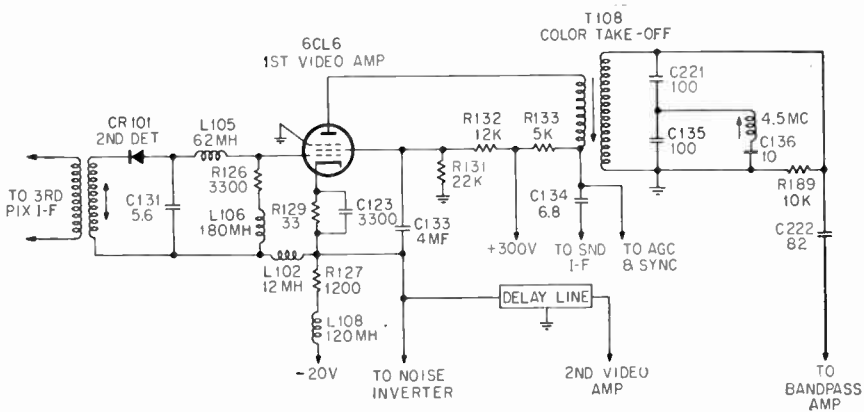 T108
COLOR TAKE-OFF
6CL6
1ST VIDEO AMP
C221
100
CR101
2ND DET
L105
62MH
R132
12K
R133
5K
C135
100
4.5MC
C136
10
TO 3RD
PIX I-F
C131
5.6
R126
3300
L106
180MH
R129
33
C123
3300
C133
4MF
R131
22K
C134
6.8
R189
10K
C222
82
L102
12MH
R127
1200
+300V
TO SND
I-F
TO AGC
& SYNC
L108
120MH
DELAY LINE
-20V
TO NOISE
INVERTER
2ND VIDEO
AMP
TO
BANDPASS
AMP